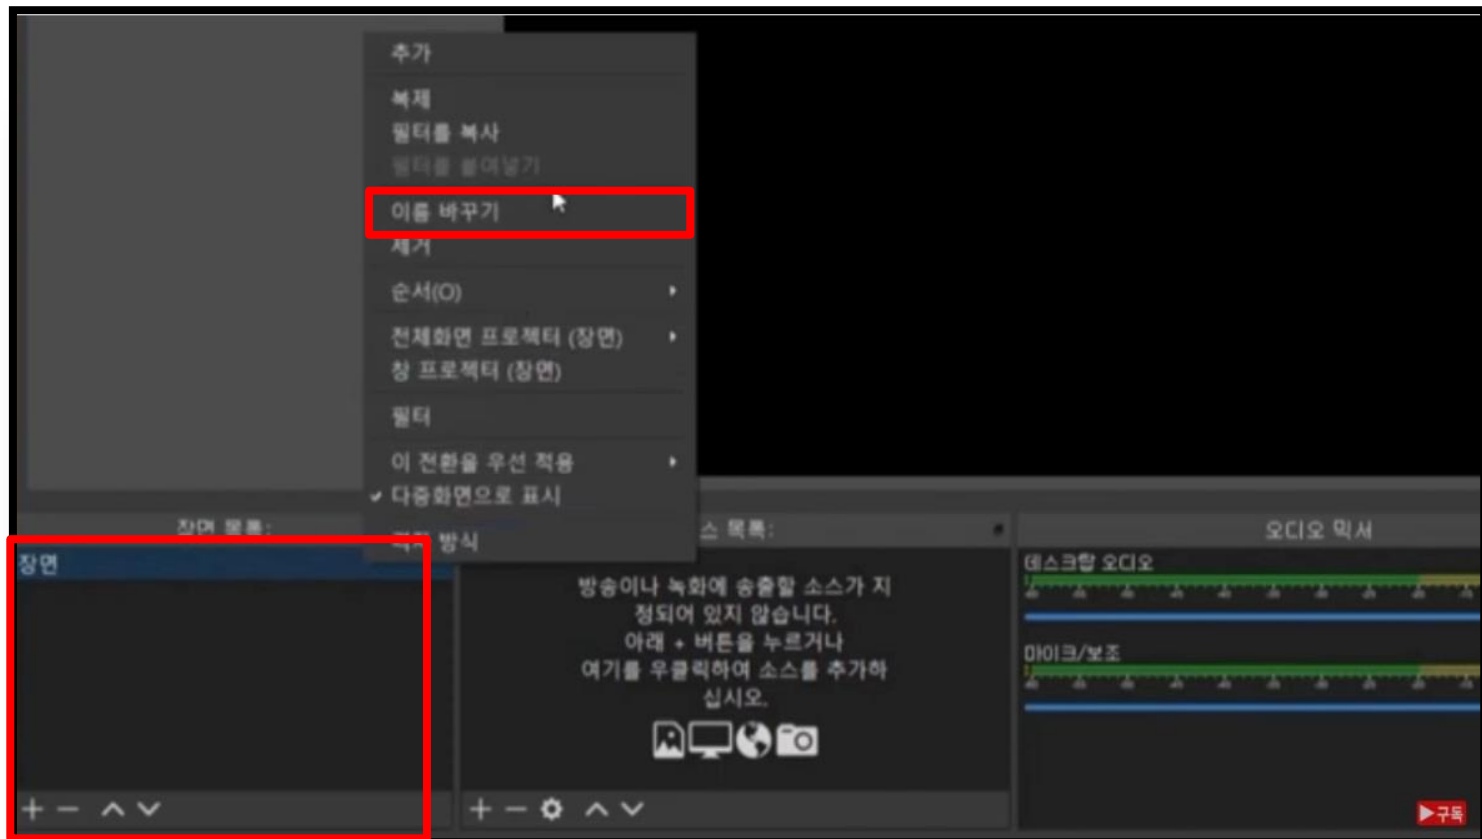 추가
복제
필터를 복사
필터를 붙여넣기
이름 바꾸기
제거
순서(O)
전체화면 프로젝터 (장면)
창 프로젝터 (장면)
필터
이 전환을 우선 적용
다중화면으로 표시
방식
장면 목록:
장면
스 목록:
방송이나 녹화에 송출할 소스가 지
정되어 있지 않습니다.
아래 + 버튼을 누르거나
여기를 우클릭하여 소스를 추가하
십시오.
오디오 믹서
데스크탑 오디오
마이크/보조
구독